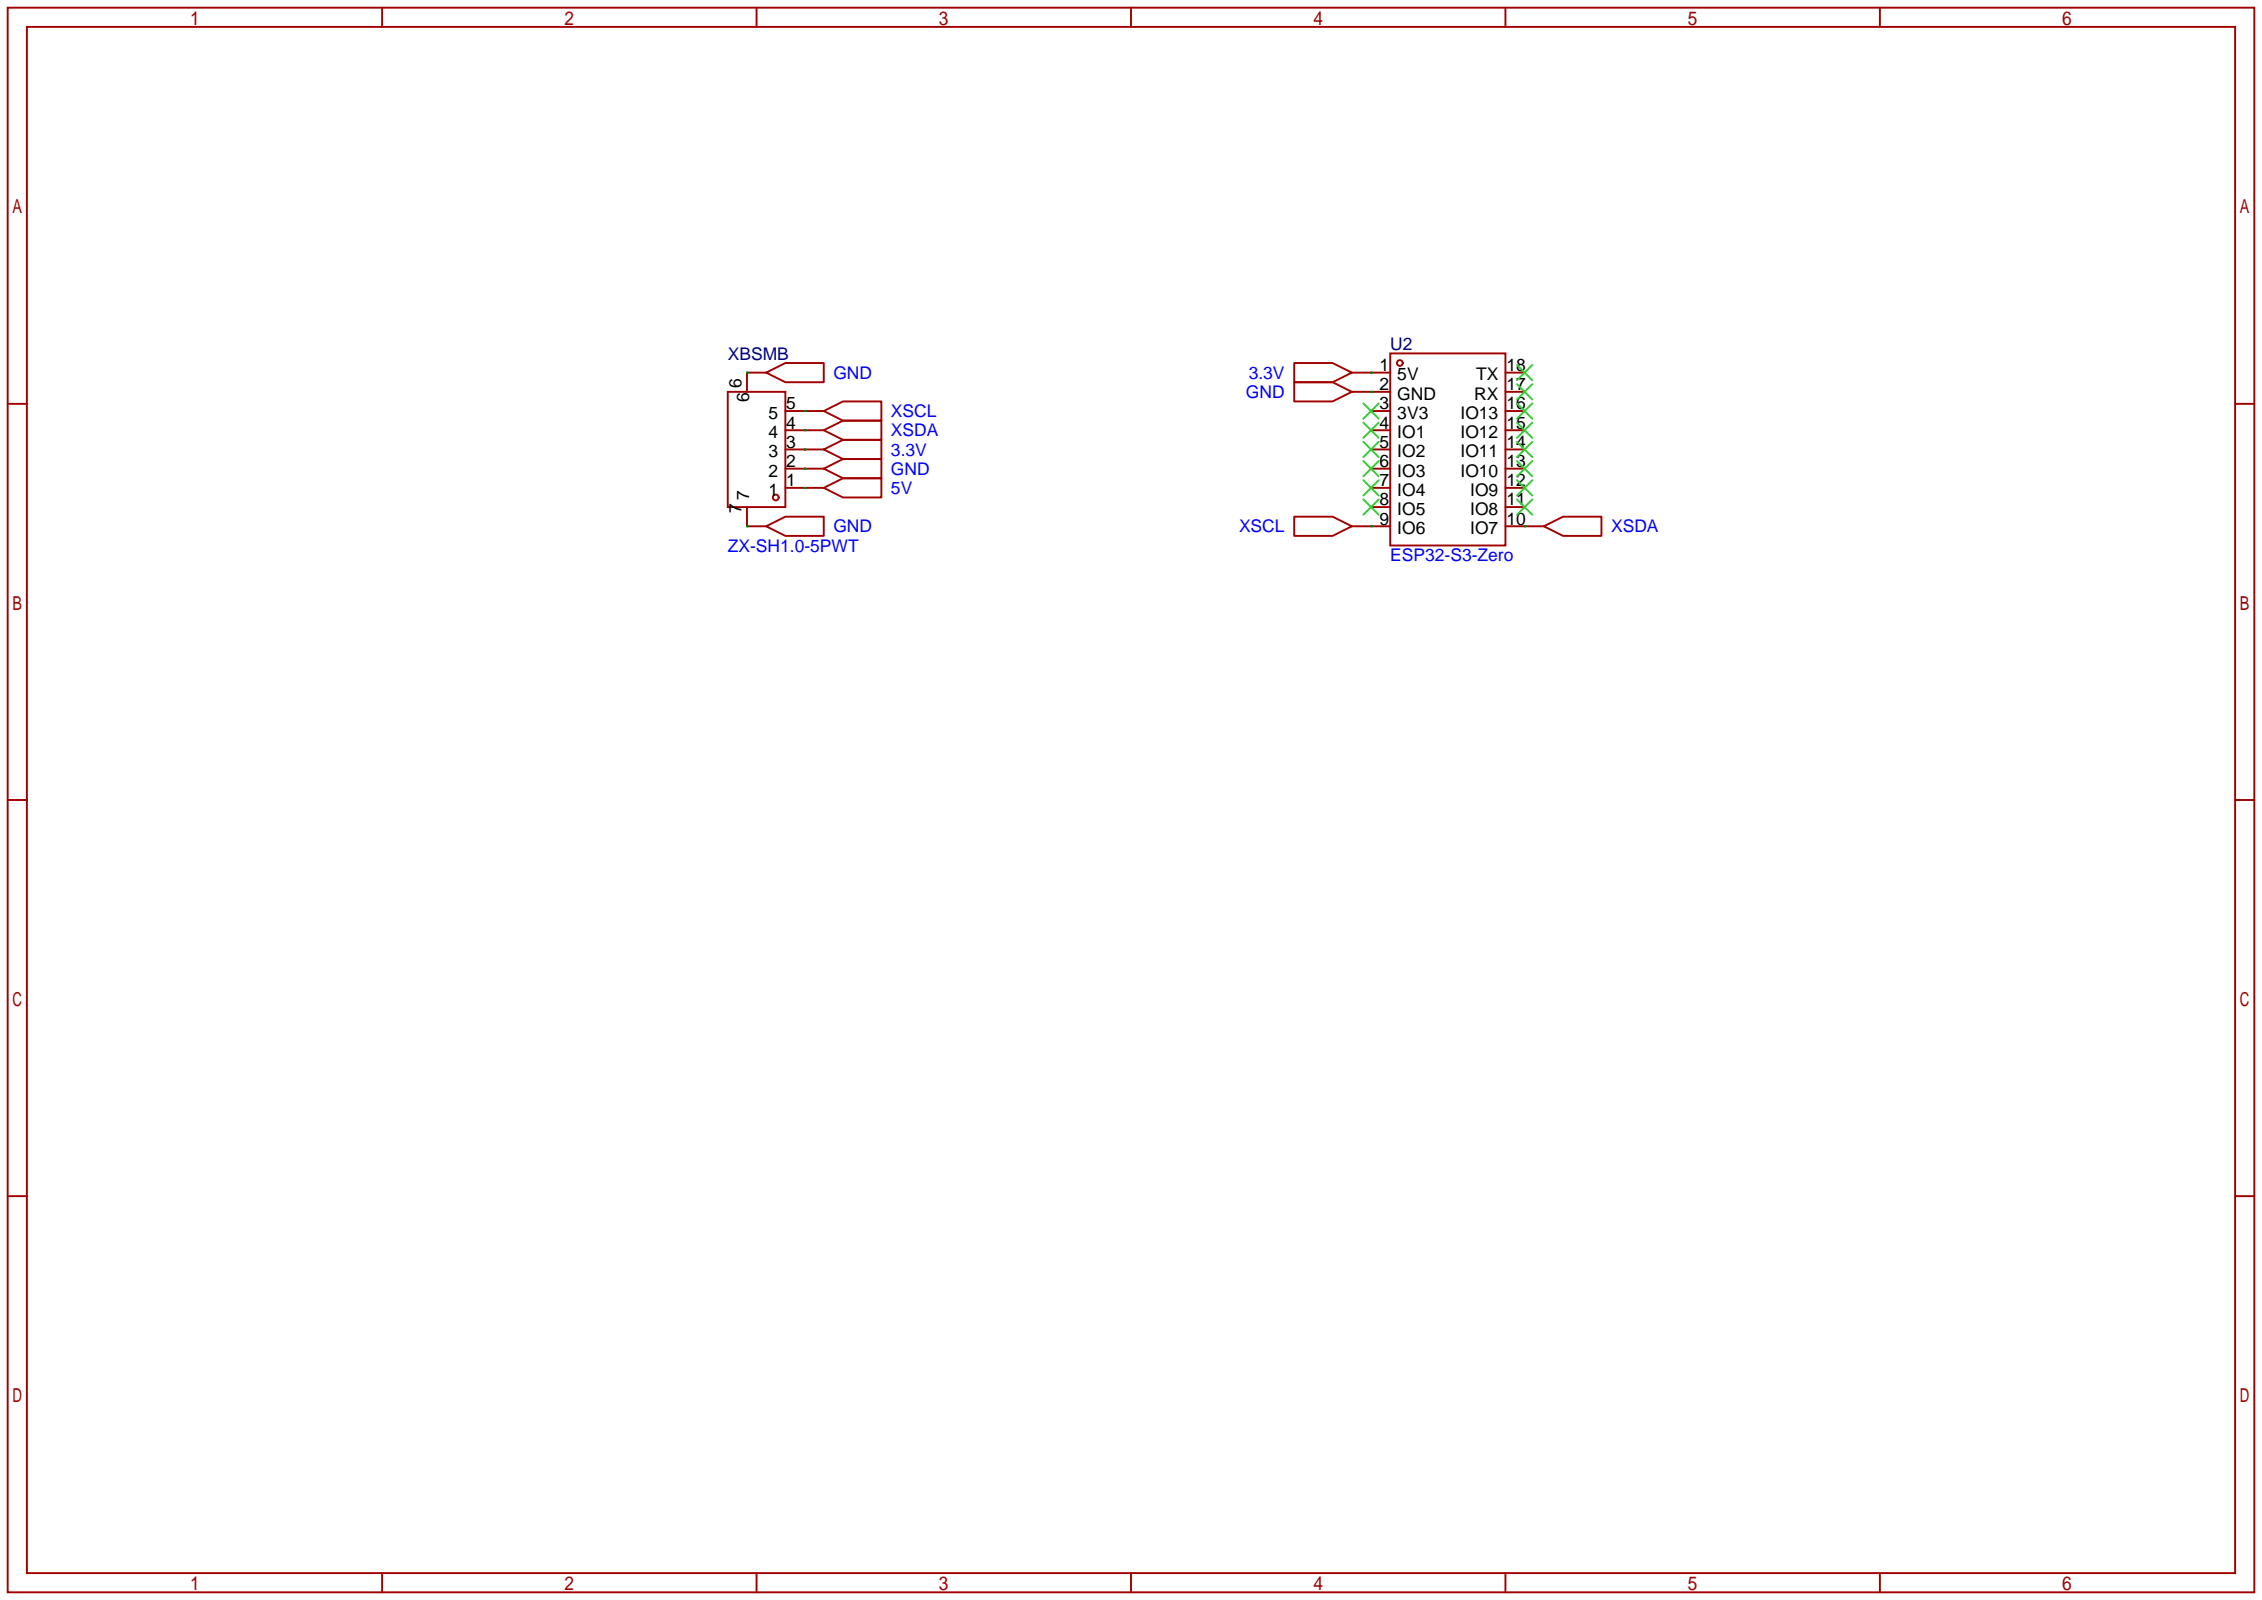 1 2 3 4 5 6
A A
XBSMB
6 GND
6
5 5 XSCL
4 4 XSDA
3 3 3.3V
2 2 GND
1 1 5V
7
7 GND
ZX-SH1.0-5PWT
U2
3.3V 1 5V TX 18
GND 2 GND RX 17
3 3V3 IO13 16
4 IO1 IO12 15
5 IO2 IO11 14
6 IO3 IO10 13
7 IO4 IO9 12
8 IO5 IO8 11
XSCL 9 IO6 IO7 10 XSDA
ESP32-S3-Zero
B B
C C
D D
1 2 3 4 5 6